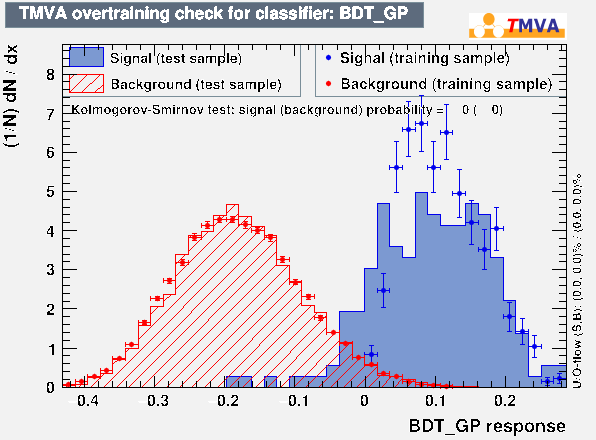 TMVA overtraining check for classifier: BDT_GP
TMVA
Signal (test sample)
Background (test sample)
Signal (training sample)
Background (training sample)
Kolmogorov-Smirnov test: signal (background) probability = 0 ( 0)
(1/N) dN / dx
8
7
6
5
4
3
2
1
0
-0.4 -0.3 -0.2 -0.1 0 0.1 0.2
BDT_GP response
U/O-flow (S,B): (0.0, 0.0)% / (0.0, 0.0)%